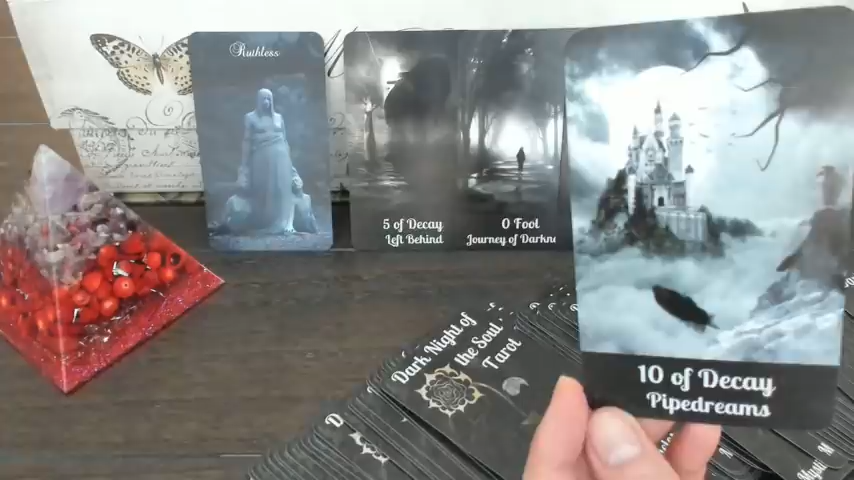 Ruthless
5 of Decay
Left Behind
0 Fool
Journey of Darkne
10 of Decay
Pipedreams
Dark Night of
the Soul
Tarot